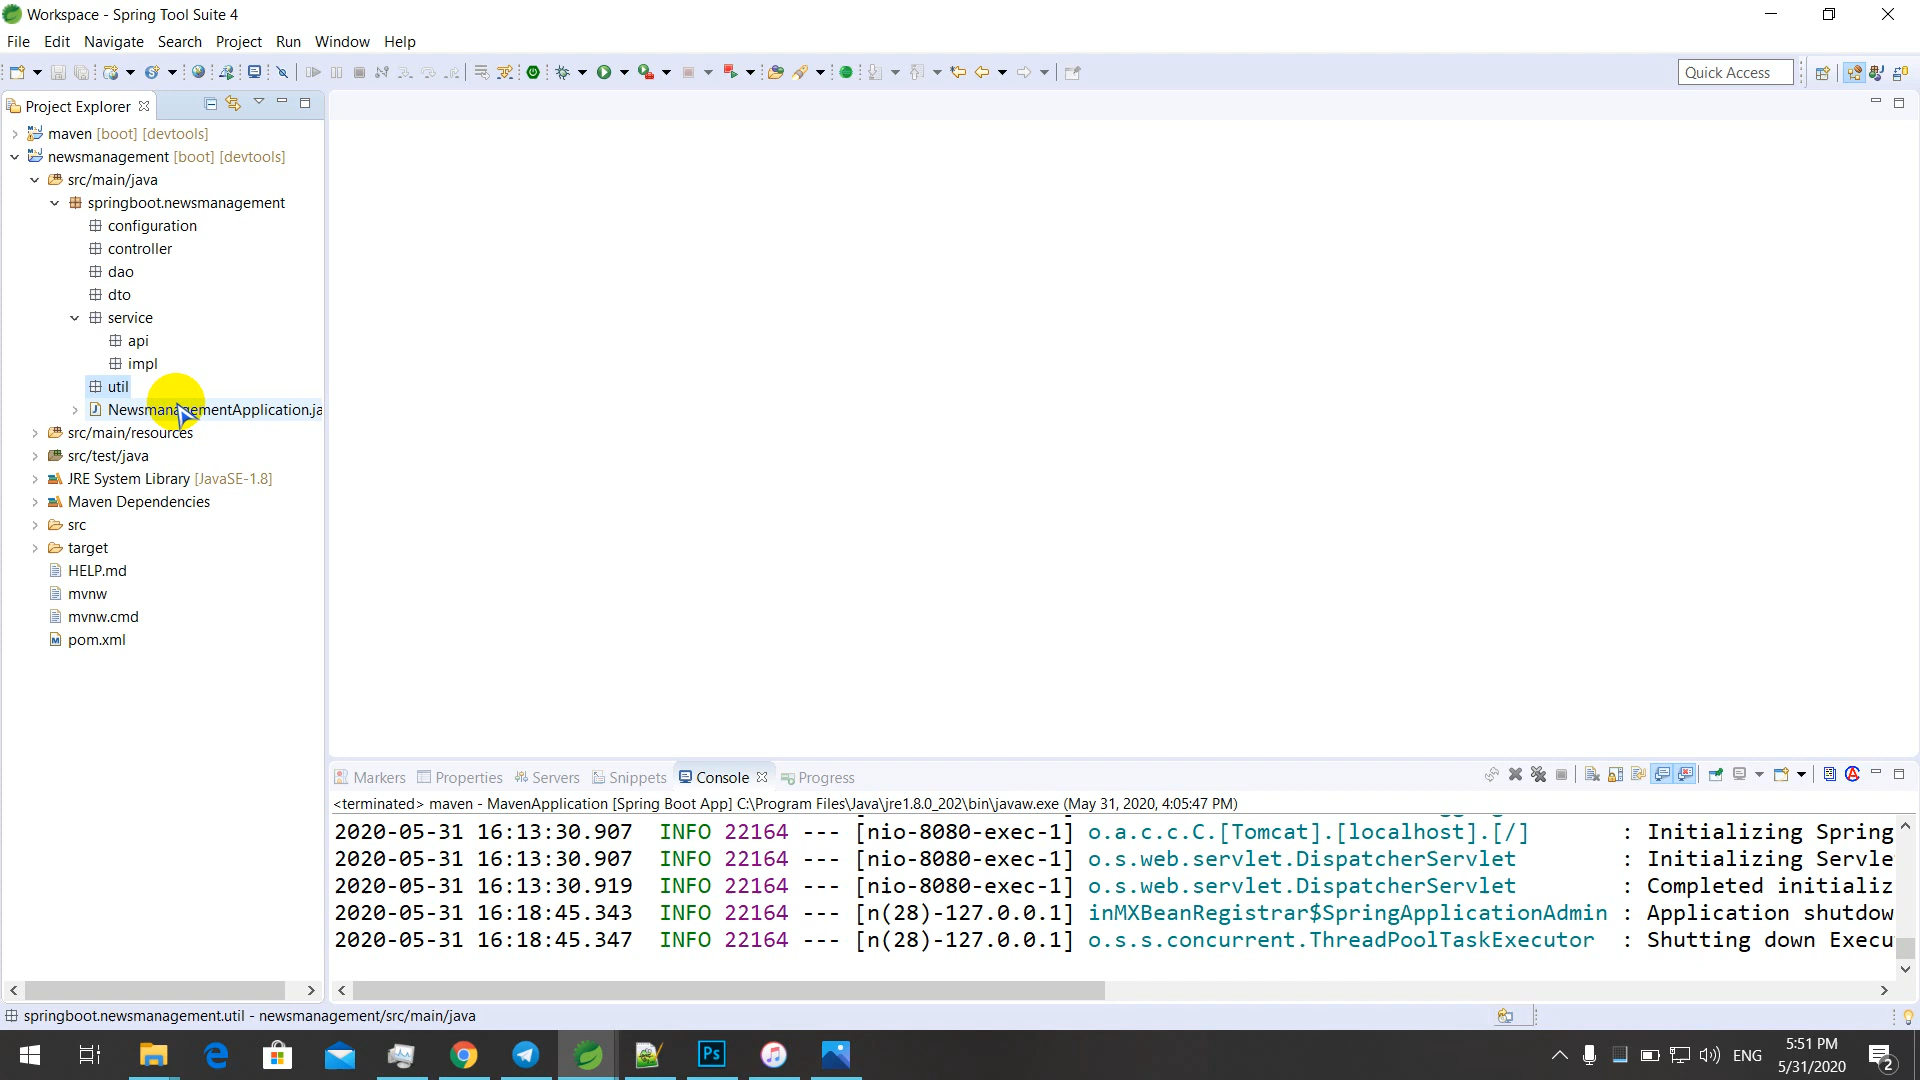 Workspace - Spring Tool Suite 4
File Edit Navigate Search Project Run Window Help
Quick Access
Project Explorer
maven [boot] [devtools]
newsmanagement [boot] [devtools]
src/main/java
springboot.newsmanagement
configuration
controller
dao
dto
service
api
impl
util
NewsmanagementApplication.ja
src/main/resources
src/test/java
JRE System Library [JavaSE-1.8]
Maven Dependencies
src
target
HELP.md
mvnw
mvnw.cmd
pom.xml
Markers Properties Servers Snippets Console Progress
<terminated> maven - MavenApplication [Spring Boot App] C:\Program Files\Java\jre1.8.0_202\bin\javaw.exe (May 31, 2020, 4:05:47 PM)
2020-05-31 16:13:30.907 INFO 22164 --- [nio-8080-exec-1] o.a.c.c.C.[Tomcat].[localhost].[/] : Initializing Spring
2020-05-31 16:13:30.907 INFO 22164 --- [nio-8080-exec-1] o.s.web.servlet.DispatcherServlet : Initializing Servle
2020-05-31 16:13:30.919 INFO 22164 --- [nio-8080-exec-1] o.s.web.servlet.DispatcherServlet : Completed initializ
2020-05-31 16:18:45.343 INFO 22164 --- [n(28)-127.0.0.1] inMXBeanRegistrar$SpringApplicationAdmin : Application shutdow
2020-05-31 16:18:45.347 INFO 22164 --- [n(28)-127.0.0.1] o.s.s.concurrent.ThreadPoolTaskExecutor : Shutting down Execu
springboot.newsmanagement.util - newsmanagement/src/main/java
Ps
ENG
5:51 PM
5/31/2020
2